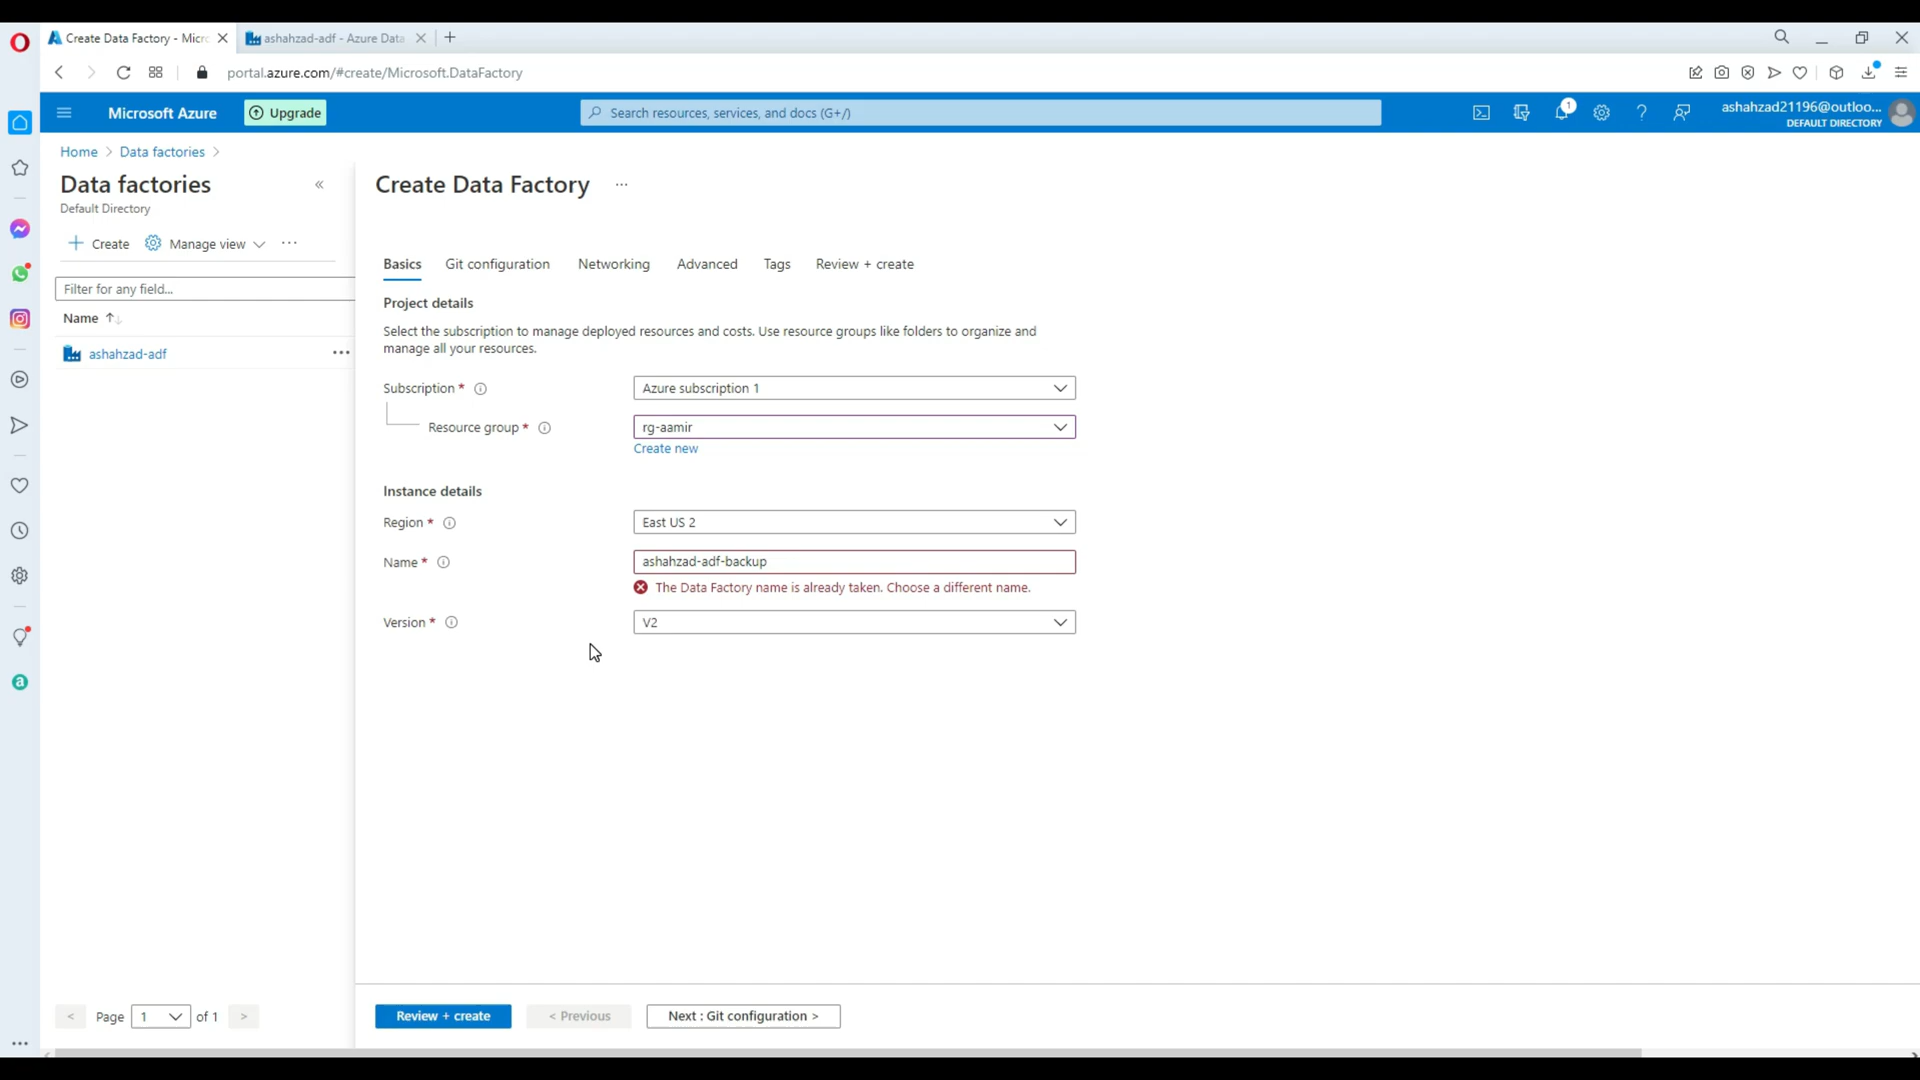 Create Data Factory - Micr
ashahzad-adf - Azure Data
portal.azure.com/#create/Microsoft.DataFactory
Microsoft Azure
Upgrade
Search resources, services, and docs (G+/)
1
ashahzad21196@outloo...
DEFAULT DIRECTORY
Home > Data factories >
Data factories
Default Directory
Create
Manage view
Filter for any field...
Name
ashahzad-adf
Page 1 of 1
Create Data Factory
Basics
Git configuration
Networking
Advanced
Tags
Review + create
Project details
Select the subscription to manage deployed resources and costs. Use resource groups like folders to organize and
manage all your resources.
Subscription *
Azure subscription 1
Resource group *
rg-aamir
Create new
Instance details
Region *
East US 2
Name *
ashahzad-adf-backup
The Data Factory name is already taken. Choose a different name.
Version *
V2
Review + create
< Previous
Next : Git configuration >